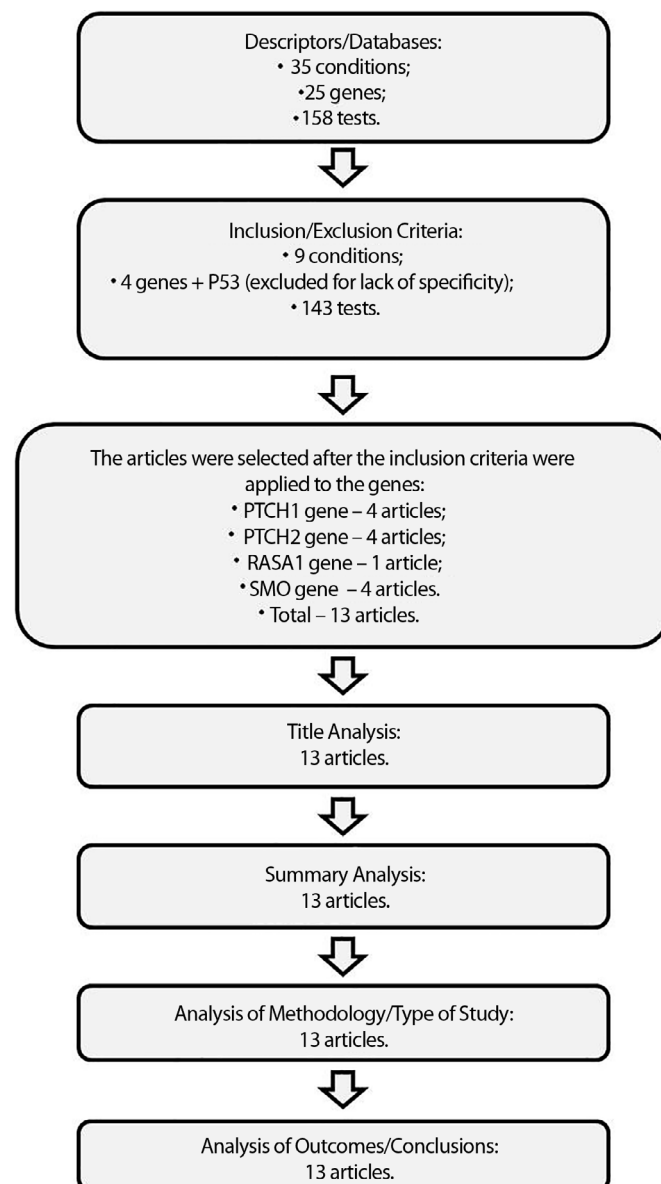 Descriptors/Databases:
• 35 conditions;
•25 genes;
•158 tests.
Inclusion/Exclusion Criteria:
• 9 conditions;
• 4 genes + P53 (excluded for lack of specificity);
• 143 tests.
The articles were selected after the inclusion criteria were
applied to the genes:
• PTCH1 gene – 4 articles;
• PTCH2 gene – 4 articles;
• RASA1 gene – 1 article;
• SMO gene – 4 articles.
• Total – 13 articles.
Title Analysis:
13 articles.
Summary Analysis:
13 articles.
Analysis of Methodology/Type of Study:
13 articles.
Analysis of Outcomes/Conclusions:
13 articles.